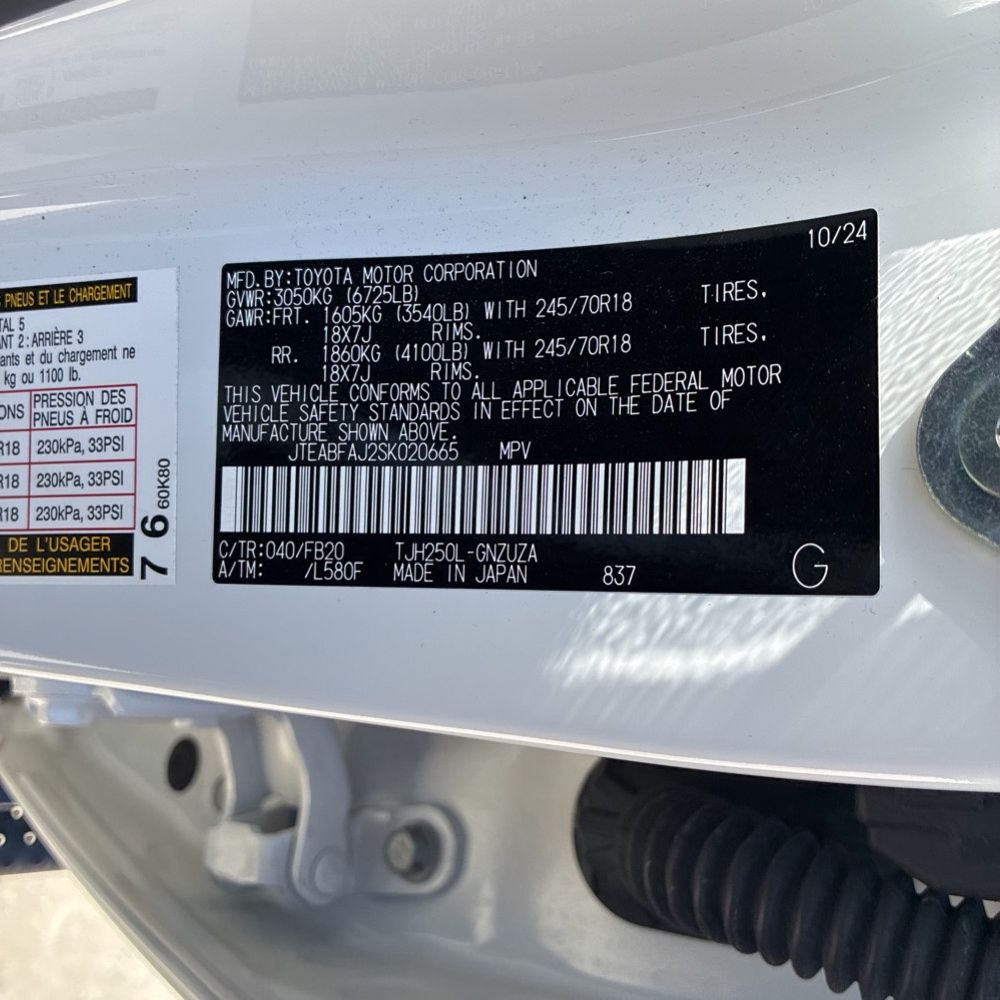 10/24
MFD.BY:TOYOTA MOTOR CORPORATION
GVWR:3050KG (6725LB)
GAWR:FRT. 1605KG (3540LB) WITH 245/70R18 TIRES.
18X7J RIMS.
RR. 1860KG (4100LB) WITH 245/70R18 TIRES.
18X7J RIMS.
THIS VEHICLE CONFORMS TO ALL APPLICABLE FEDERAL MOTOR
VEHICLE SAFETY STANDARDS IN EFFECT ON THE DATE OF
MANUFACTURE SHOWN ABOVE.
JTEABFAJ2SK020665 MPV
C/TR:040/FB20 TJH250L-GNZUZA
A/TM: /L580F MADE IN JAPAN 837 G
PNEUS ET LE CHARGEMENT
TAL 5
ANT 2:ARRIÈRE 3
ants et du chargement ne
kg ou 1100 lb.
ONS PRESSION DES
PNEUS À FROID
R18 230kPa, 33PSI
R18 230kPa, 33PSI
R18 230kPa, 33PSI
DE L'USAGER
RENSEIGNEMENTS
7 6 60K80